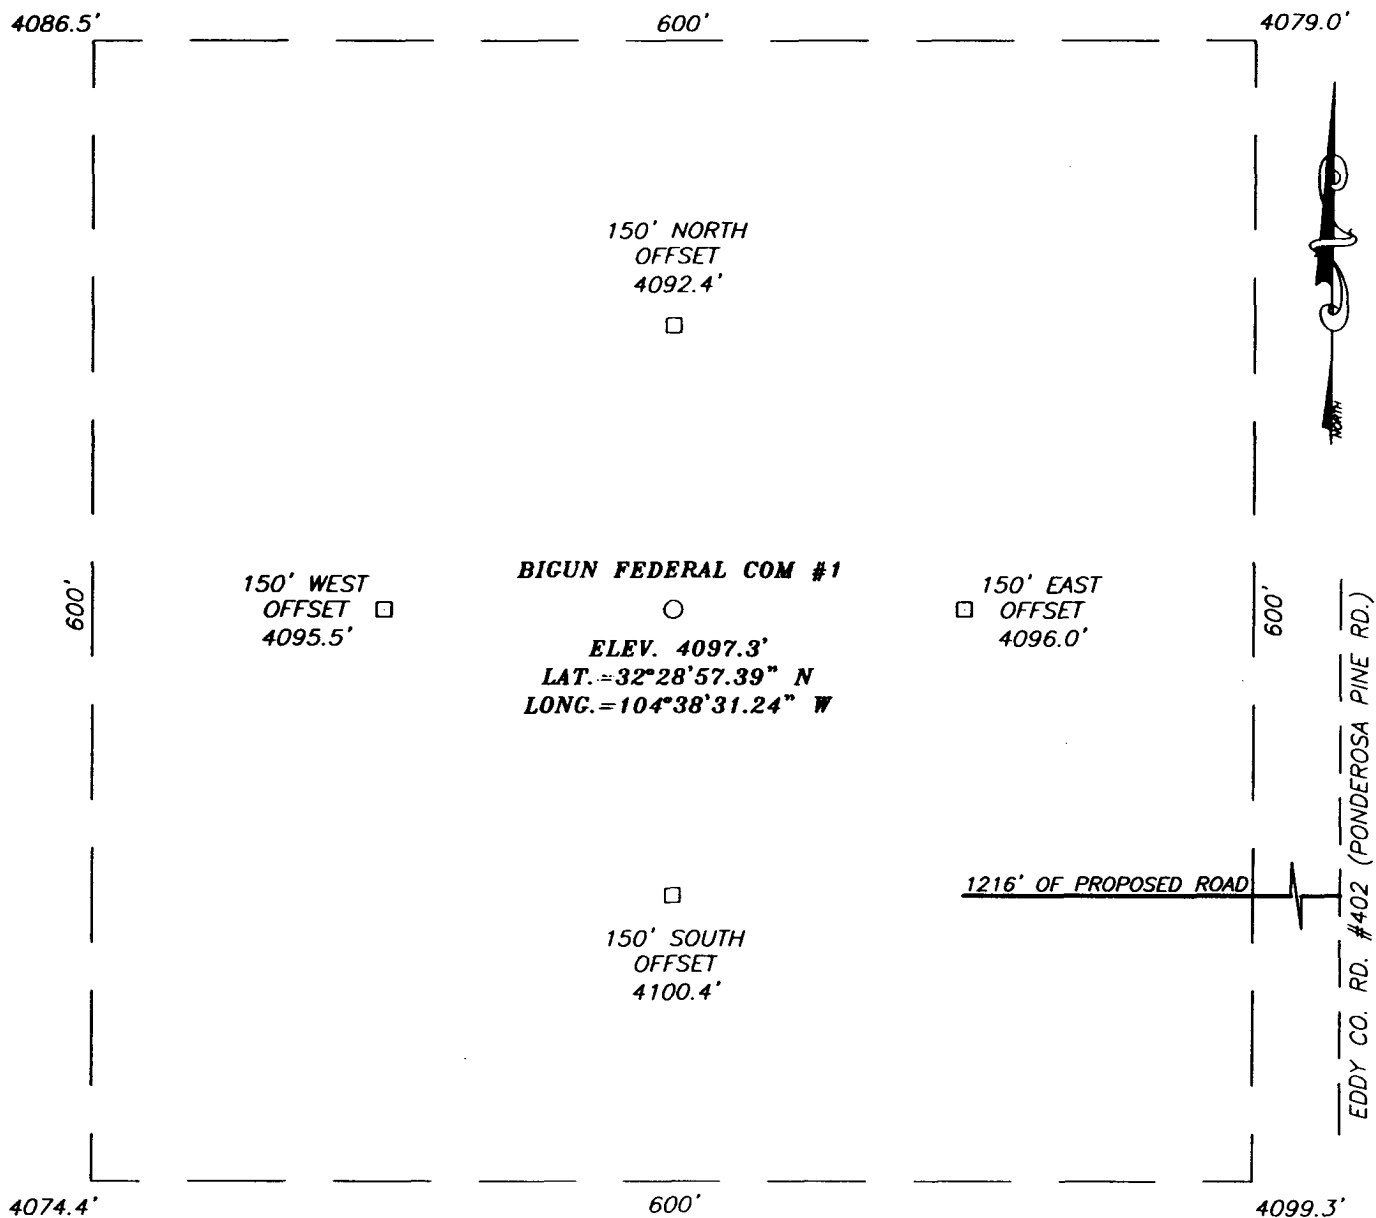 4086.5'
600'
4079.0'
NORTH
150' NORTH
OFFSET
4092.4'
600'
150' WEST
OFFSET
4095.5'
BIGUN FEDERAL COM #1
ELEV. 4097.3'
LAT.=32°28'57.39" N
LONG.=104°38'31.24" W
150' EAST
OFFSET
4096.0'
600'
EDDY CO. RD. #402 (PONDEROSA PINE RD.)
1216' OF PROPOSED ROAD
150' SOUTH
OFFSET
4100.4'
4074.4'
600'
4099.3'